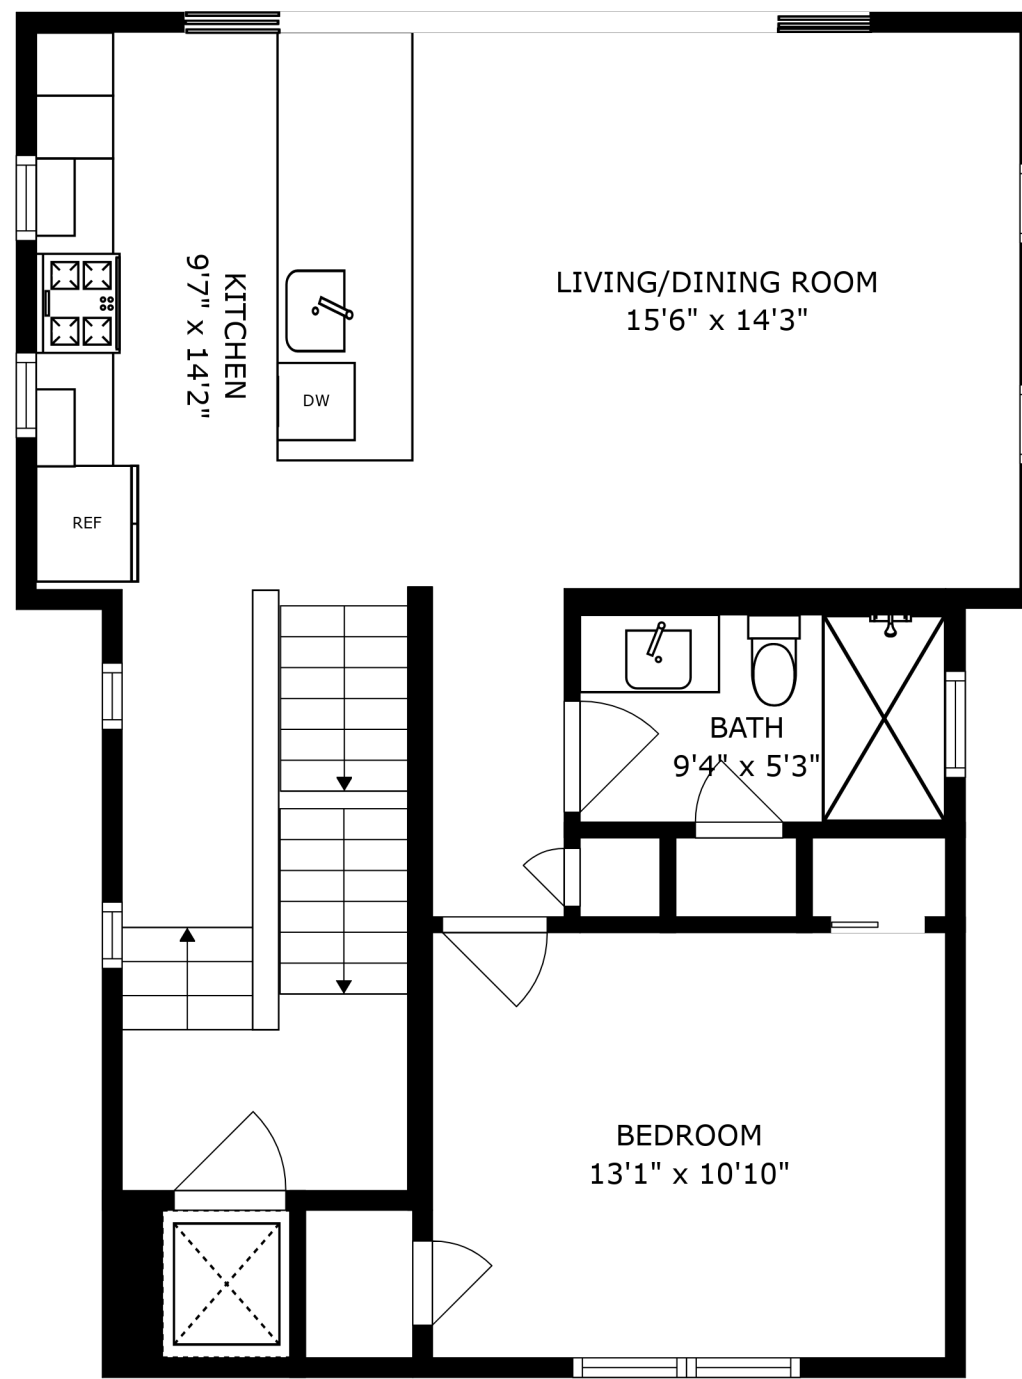 LIVING/DINING ROOM
15'6" x 14'3"
KITCHEN
9'7" x 14'2"
DW
REF
BATH
9'4" x 5'3"
BEDROOM
13'1" x 10'10"